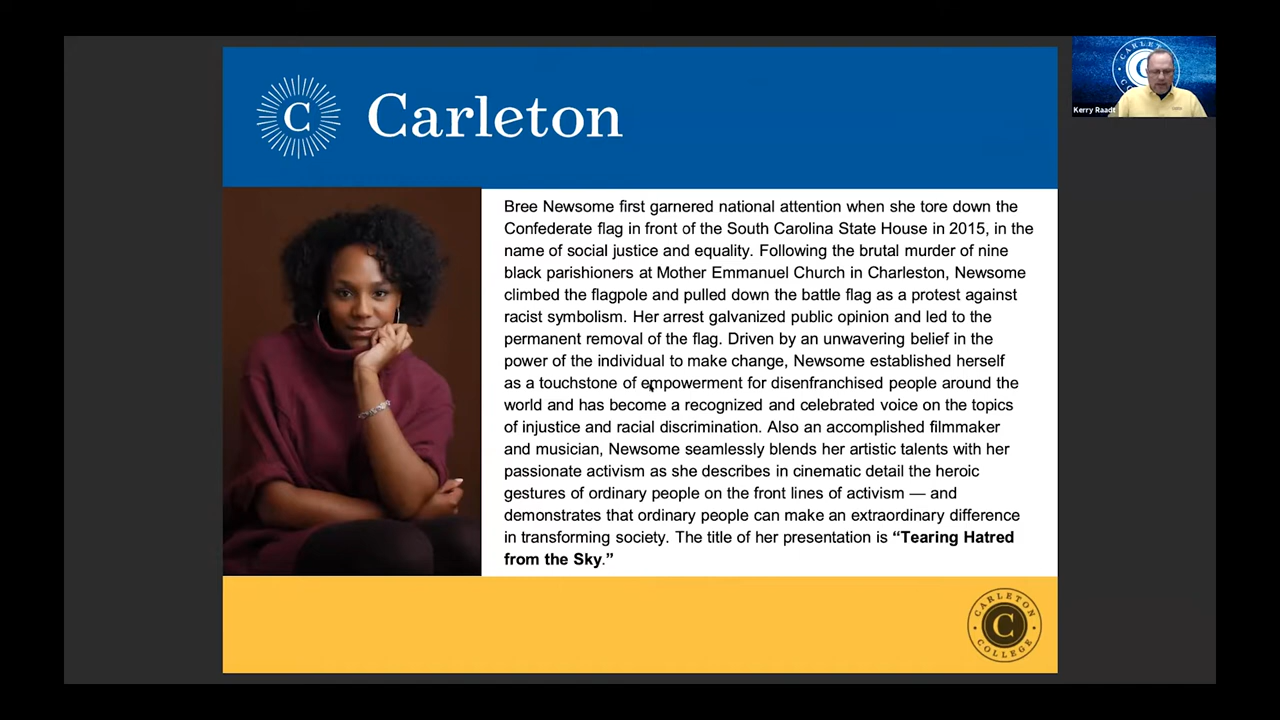 C Carleton
Kerry Raadt
Bree Newsome first garnered national attention when she tore down the
Confederate flag in front of the South Carolina State House in 2015, in the
name of social justice and equality. Following the brutal murder of nine
black parishioners at Mother Emmanuel Church in Charleston, Newsome
climbed the flagpole and pulled down the battle flag as a protest against
racist symbolism. Her arrest galvanized public opinion and led to the
permanent removal of the flag. Driven by an unwavering belief in the
power of the individual to make change, Newsome established herself
as a touchstone of empowerment for disenfranchised people around the
world and has become a recognized and celebrated voice on the topics
of injustice and racial discrimination. Also an accomplished filmmaker
and musician, Newsome seamlessly blends her artistic talents with her
passionate activism as she describes in cinematic detail the heroic
gestures of ordinary people on the front lines of activism — and
demonstrates that ordinary people can make an extraordinary difference
in transforming society. The title of her presentation is “Tearing Hatred
from the Sky.”
CARLETON
C
COLLEGE